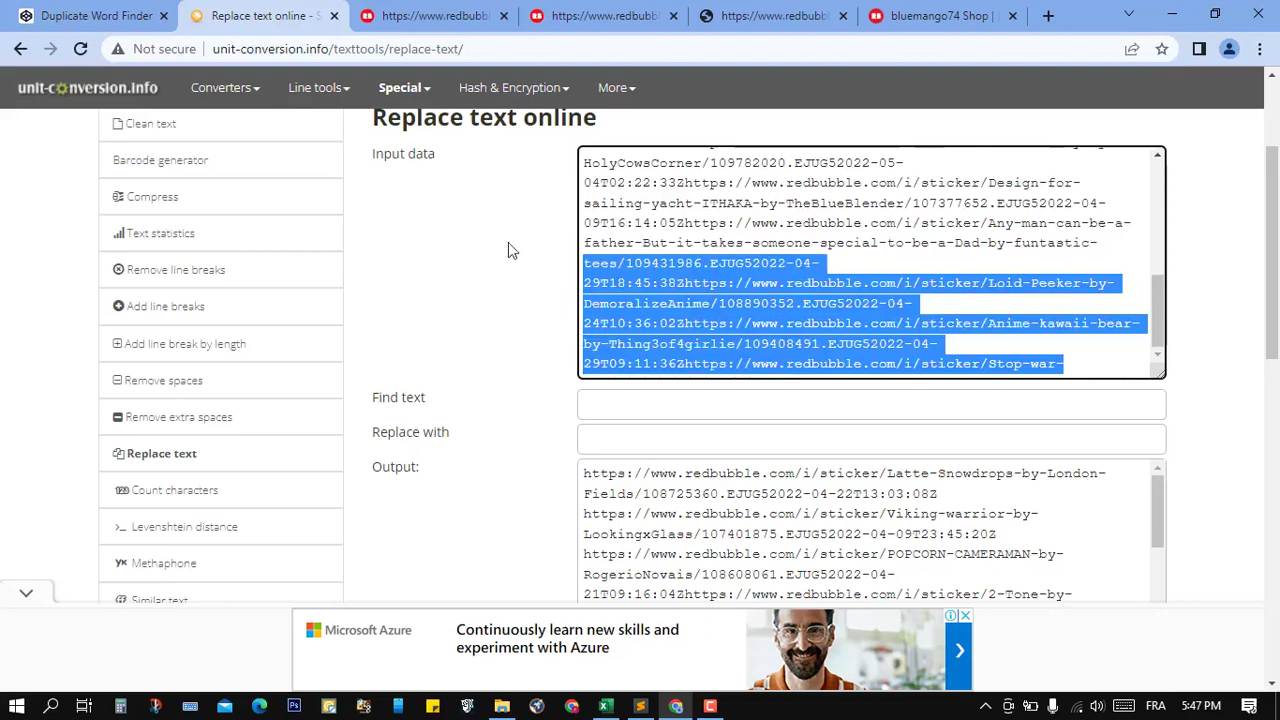 Duplicate Word Finder
Replace text online - S
https://www.redbubbl
https://www.redbubbl
https://www.redbubbl
bluemango74 Shop |
Not secure
unit-conversion.info/texttools/replace-text/
unit-conversion.info
Converters
Line tools
Special
Hash & Encryption
More
Clean text
Barcode generator
Compress
Text statistics
Remove line breaks
Add line breaks
Add line break by length
Remove spaces
Remove extra spaces
Replace text
Count characters
Levenshtein distance
Methaphone
Similar text
Replace text online
Input data
HolyCowsCorner/109782020.EJUG52022-05-
04T02:22:33Zhttps://www.redbubble.com/i/sticker/Design-for-
sailing-yacht-ITHAKA-by-TheBlueBlender/107377652.EJUG52022-04-
09T16:14:05Zhttps://www.redbubble.com/i/sticker/Any-man-can-be-a-
father-But-it-takes-someone-special-to-be-a-Dad-by-funtastic-
tees/109431986.EJUG52022-04-
29T18:45:38Zhttps://www.redbubble.com/i/sticker/Loid-Peeker-by-
DemoralizeAnime/108890352.EJUG52022-04-
24T10:36:02Zhttps://www.redbubble.com/i/sticker/Anime-kawaii-bear-
by-Thing3of4girlie/109408491.EJUG52022-04-
29T09:11:36Zhttps://www.redbubble.com/i/sticker/Stop-war-
Find text
Replace with
Output:
https://www.redbubble.com/i/sticker/Latte-Snowdrops-by-London-
Fields/108725360.EJUG52022-04-22T13:03:08Z
https://www.redbubble.com/i/sticker/Viking-warrior-by-
LookingxGlass/107401875.EJUG52022-04-09T23:45:20Z
https://www.redbubble.com/i/sticker/POPCORN-CAMERAMAN-by-
RogerioNovais/108608061.EJUG52022-04-
21T09:16:04Zhttps://www.redbubble.com/i/sticker/2-Tone-by-
Microsoft Azure
Continuously learn new skills and
experiment with Azure
FR
5:47 PM